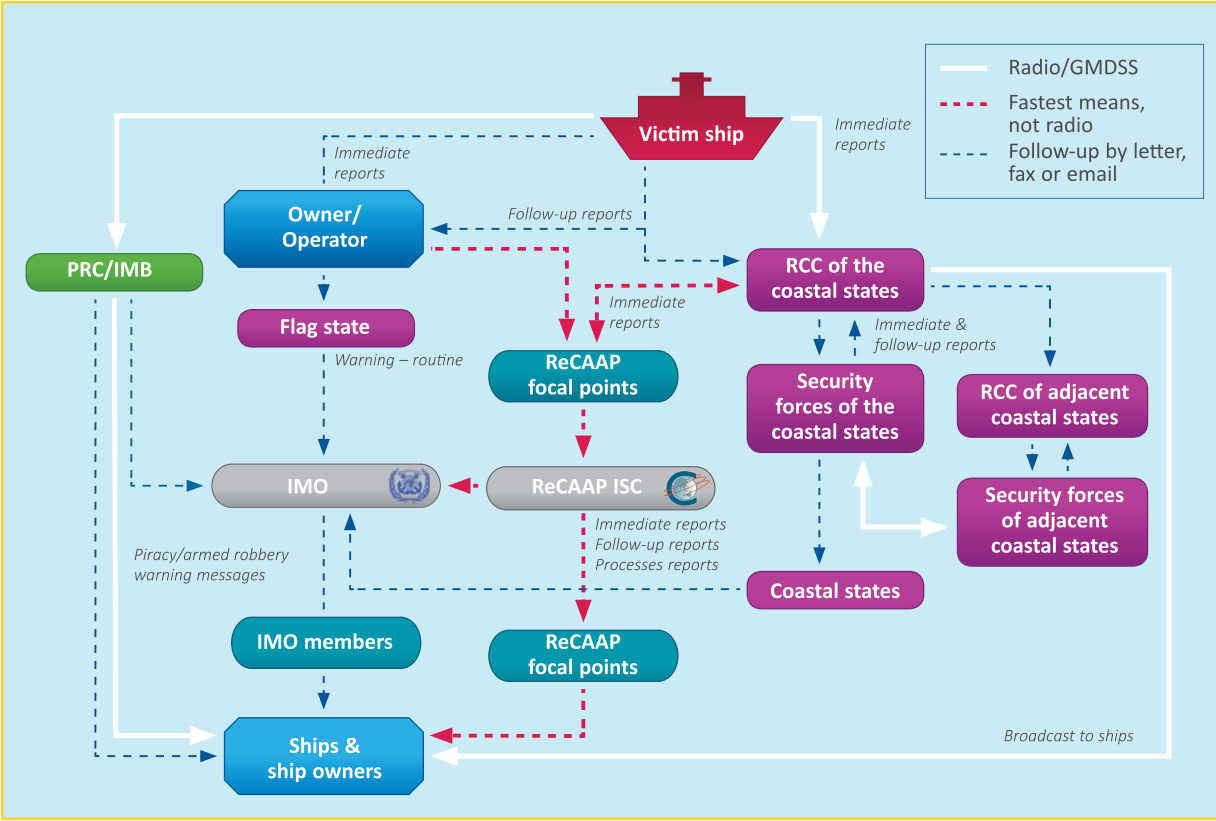 Radio/GMDSS
Fastest means,
not radio
Follow-up by letter,
fax or email
Victim ship
Immediate
reports
Immediate
reports
Owner/
Operator
Follow-up reports
PRC/IMB
RCC of the
coastal states
Flag state
Immediate
reports
Immediate &
follow-up reports
Warning – routine
ReCAAP
focal points
Security
forces of the
coastal states
RCC of adjacent
coastal states
IMO
ReCAAP ISC
Security forces
of adjacent
coastal states
Immediate reports
Follow-up reports
Processes reports
Piracy/armed robbery
warning messages
Coastal states
IMO members
ReCAAP
focal points
Ships &
ship owners
Broadcast to ships